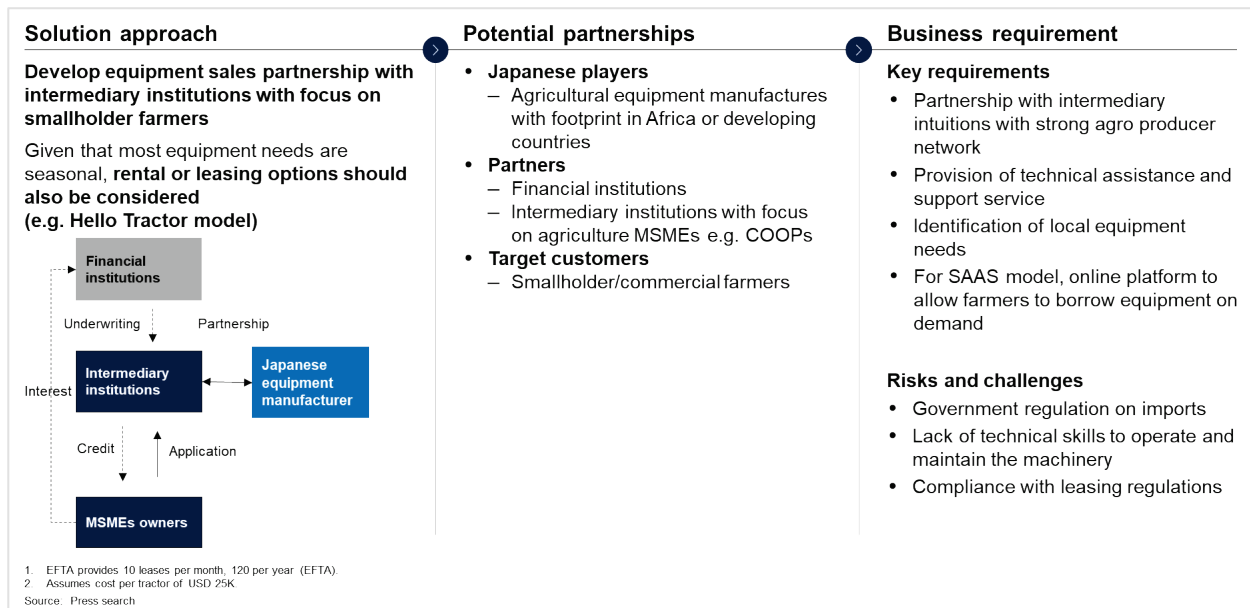 Solution approach
Develop equipment sales partnership with
intermediary institutions with focus on
smallholder farmers
Given that most equipment needs are
seasonal, rental or leasing options should
also be considered
(e.g. Hello Tractor model)
Financial
institutions
Underwriting
Partnership
Intermediary
institutions
Japanese
equipment
manufacturer
Interest
Credit
Application
MSMEs owners
Potential partnerships
• Japanese players
– Agricultural equipment manufactures
with footprint in Africa or developing
countries
• Partners
– Financial institutions
– Intermediary institutions with focus
on agriculture MSMEs e.g. COOPs
• Target customers
– Smallholder/commercial farmers
Business requirement
Key requirements
• Partnership with intermediary
intuitions with strong agro producer
network
• Provision of technical assistance and
support service
• Identification of local equipment
needs
• For SAAS model, online platform to
allow farmers to borrow equipment on
demand
Risks and challenges
• Government regulation on imports
• Lack of technical skills to operate and
maintain the machinery
• Compliance with leasing regulations
1. EFTA provides 10 leases per month, 120 per year (EFTA).
2. Assumes cost per tractor of USD 25K
Source: Press search